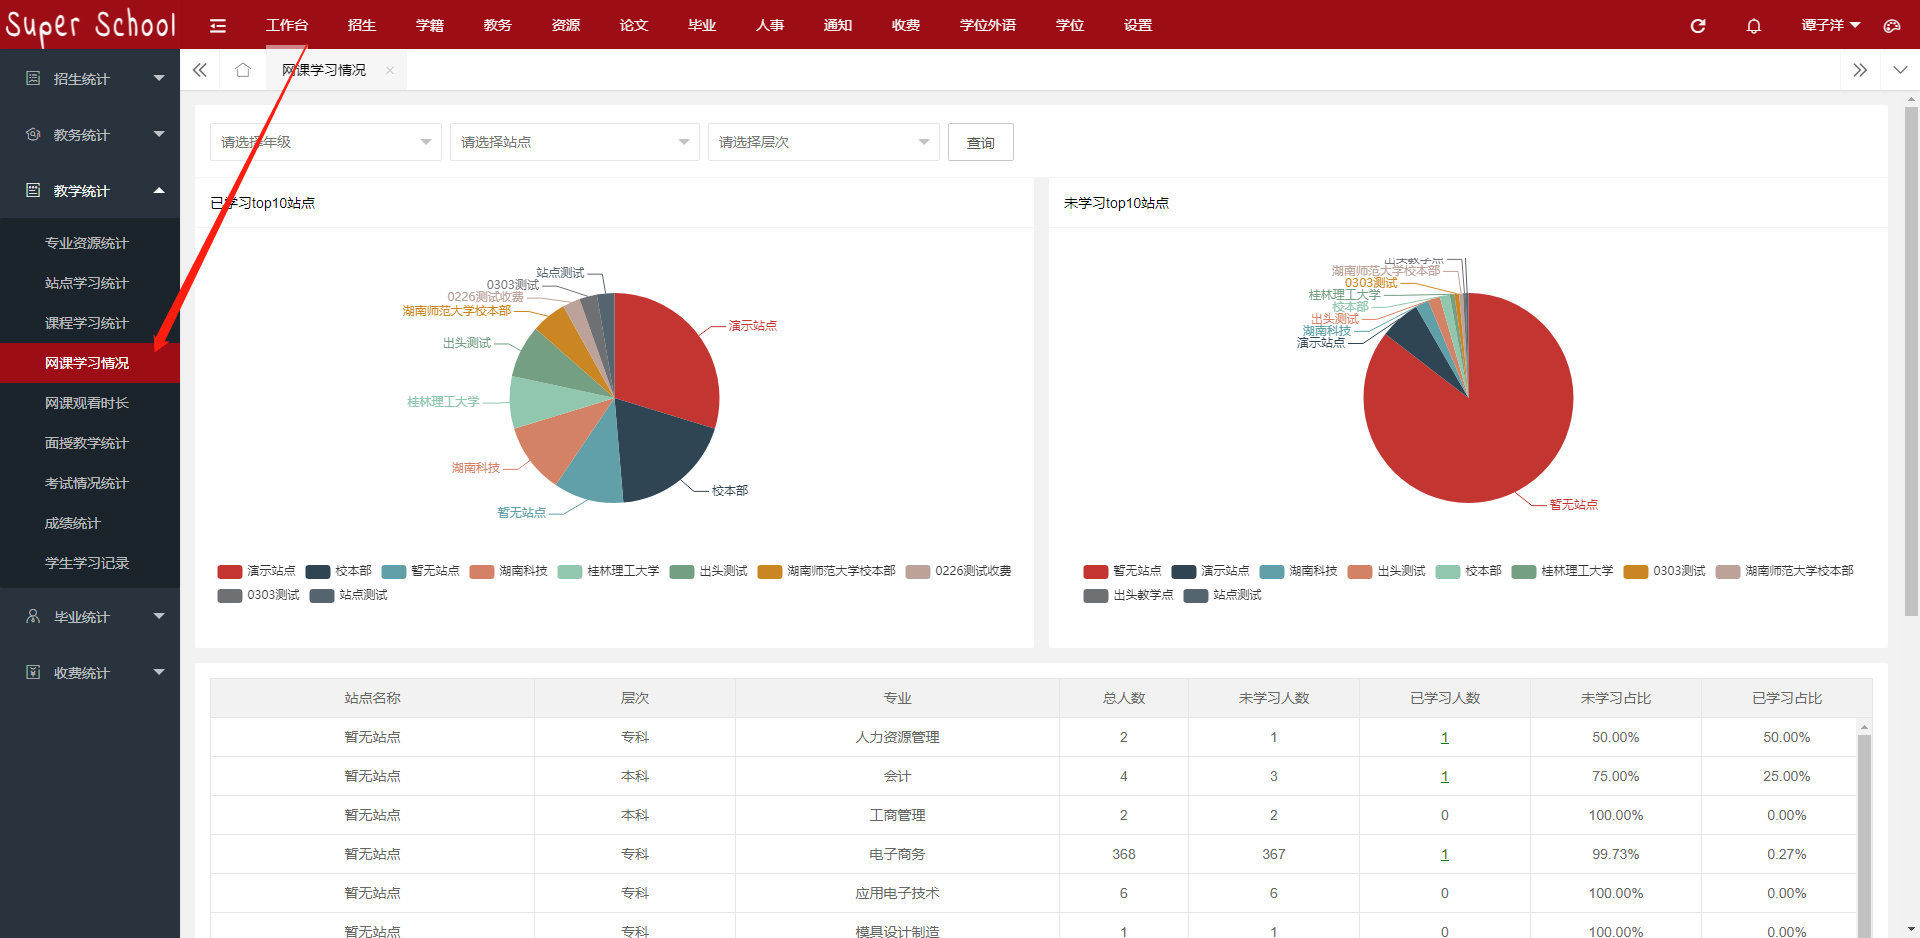 Super School
工作台 招生 学籍 教务 资源 论文 毕业 人事 通知 收费 学位外语 学位 设置 谭子洋
招生统计
教务统计
教学统计
专业资源统计
站点学习统计
课程学习统计
网课学习情况
网课观看时长
面授教学统计
考试情况统计
成绩统计
学生学习记录
毕业统计
收费统计
网课学习情况
请选择年级 请选择站点 请选择层次 查询
已学习top10站点
站点测试
0303测试
0226测试收费
湖南师范大学校本部
出头测试
桂林理工大学
湖南科技
暂无站点
校本部
演示站点
演示站点 校本部 暂无站点 湖南科技 桂林理工大学 出头测试 湖南师范大学校本部 0226测试收费
0303测试 站点测试
未学习top10站点
出头教学点
湖南师范大学校本部
0303测试
桂林理工大学
校本部
出头测试
湖南科技
演示站点
暂无站点
暂无站点 演示站点 湖南科技 出头测试 校本部 桂林理工大学 0303测试 湖南师范大学校本部
出头教学点 站点测试
站点名称 层次 专业 总人数 未学习人数 已学习人数 未学习占比 已学习占比
暂无站点 专科 人力资源管理 2 1 1 50.00% 50.00%
暂无站点 本科 会计 4 3 1 75.00% 25.00%
暂无站点 本科 工商管理 2 2 0 100.00% 0.00%
暂无站点 专科 电子商务 368 367 1 99.73% 0.27%
暂无站点 专科 应用电子技术 6 6 0 100.00% 0.00%
暂无站点 专科 模具设计制造 1 1 0 100.00% 0.00%